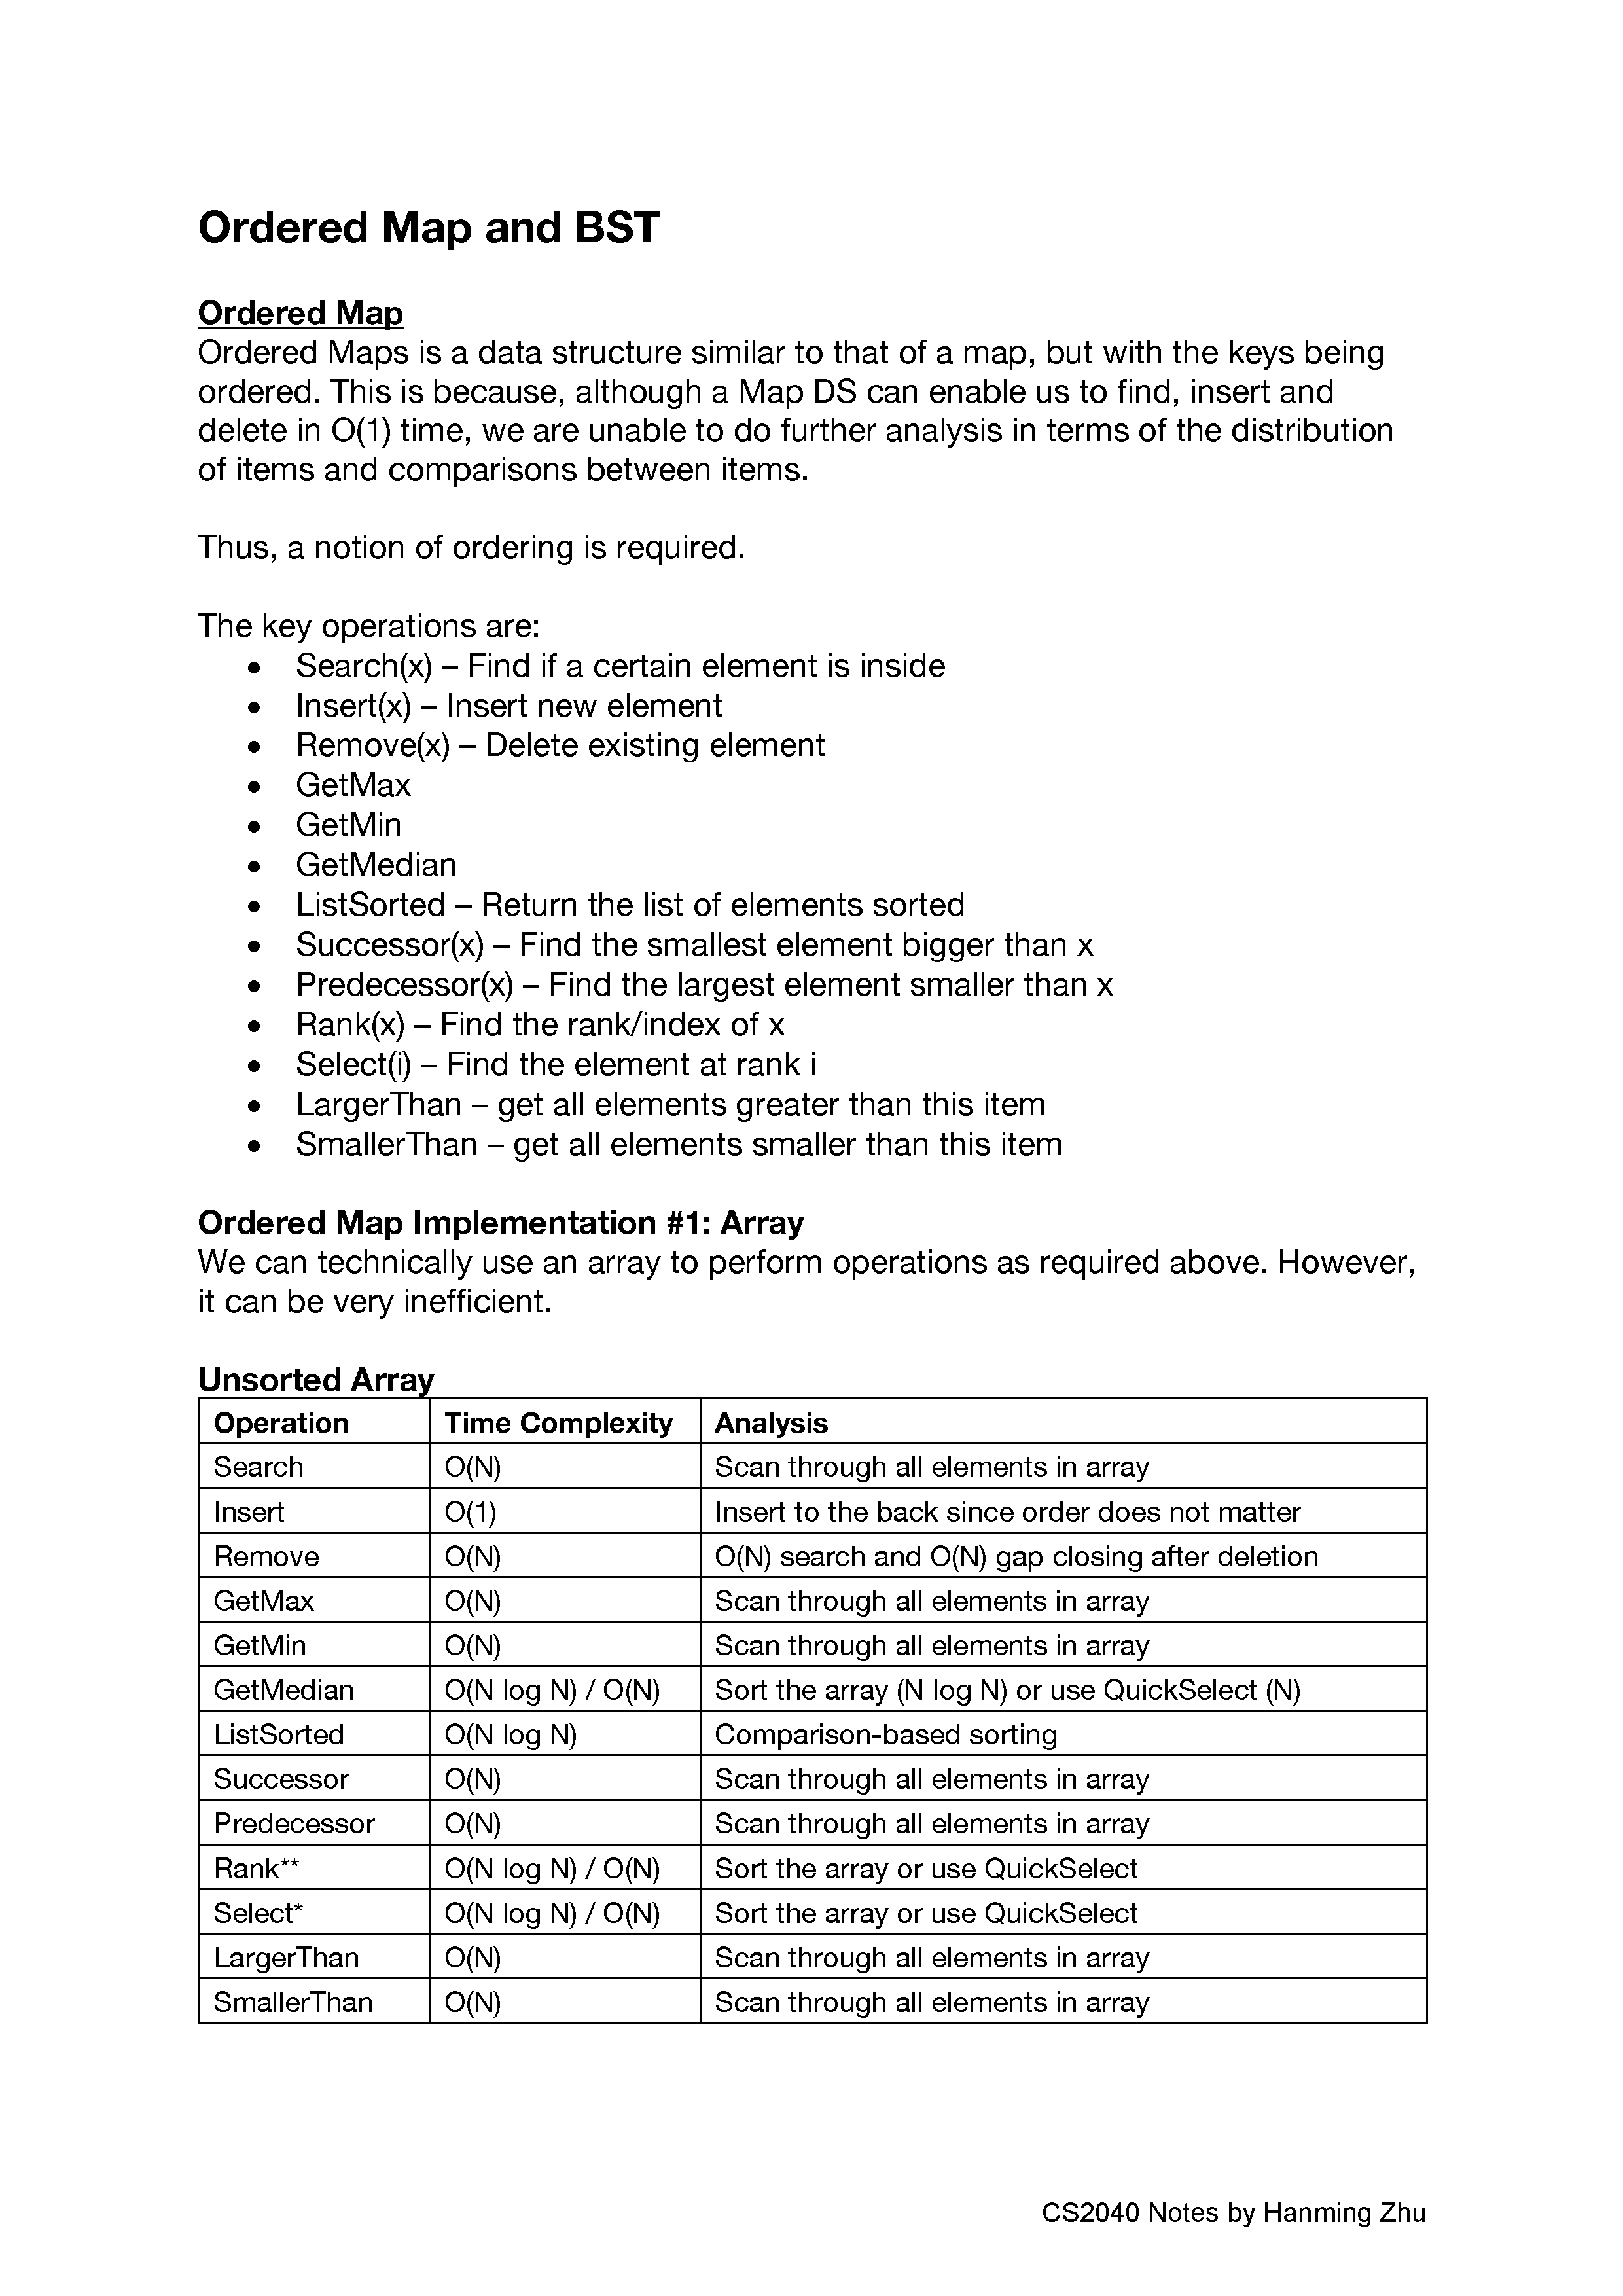 Ordered Map and BST
Ordered Map
Ordered Maps is a data structure similar to that of a map, but with the keys being
ordered. This is because, although a Map DS can enable us to find, insert and
delete in O(1) time, we are unable to do further analysis in terms of the distribution
of items and comparisons between items.
Thus, a notion of ordering is required.
The key operations are:
• Search(x) – Find if a certain element is inside
• Insert(x) – Insert new element
• Remove(x) – Delete existing element
• GetMax
• GetMin
• GetMedian
• ListSorted – Return the list of elements sorted
• Successor(x) – Find the smallest element bigger than x
• Predecessor(x) – Find the largest element smaller than x
• Rank(x) – Find the rank/index of x
• Select(i) – Find the element at rank i
• LargerThan – get all elements greater than this item
• SmallerThan – get all elements smaller than this item
Ordered Map Implementation #1: Array
We can technically use an array to perform operations as required above. However,
it can be very inefficient.
Unsorted Array
Operation Time Complexity Analysis
Search O(N) Scan through all elements in array
Insert O(1) Insert to the back since order does not matter
Remove O(N) O(N) search and O(N) gap closing after deletion
GetMax O(N) Scan through all elements in array
GetMin O(N) Scan through all elements in array
GetMedian O(N log N) / O(N) Sort the array (N log N) or use QuickSelect (N)
ListSorted O(N log N) Comparison-based sorting
Successor O(N) Scan through all elements in array
Predecessor O(N) Scan through all elements in array
Rank** O(N log N) / O(N) Sort the array or use QuickSelect
Select* O(N log N) / O(N) Sort the array or use QuickSelect
LargerThan O(N) Scan through all elements in array
SmallerThan O(N) Scan through all elements in array
CS2040 Notes by Hanming Zhu